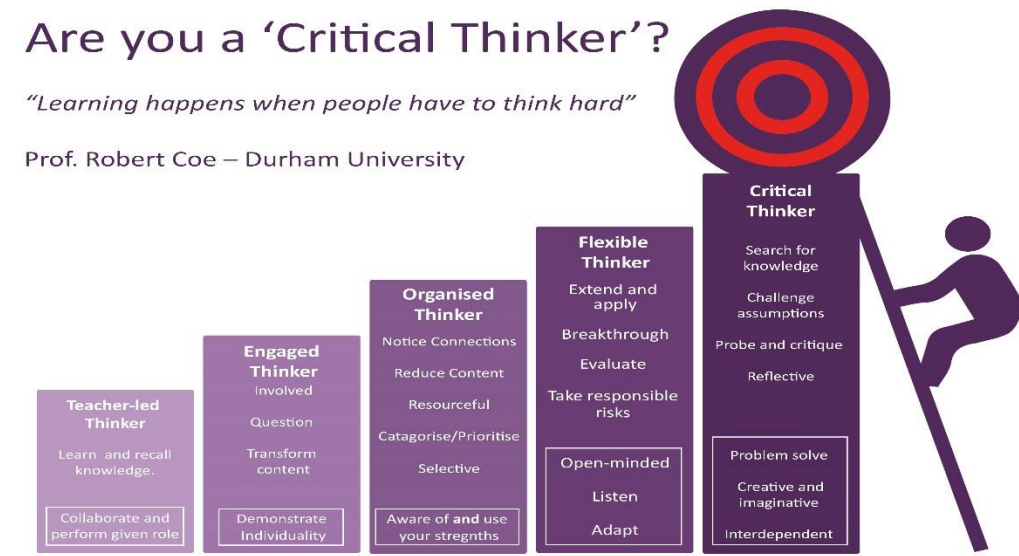 Are you a ‘Critical Thinker’?
“Learning happens when people have to think hard”
Prof. Robert Coe – Durham University
Teacher-led
Thinker
Learn and recall
knowledge.
Collaborate and
perform given role
Engaged
Thinker
Involved
Question
Transform
content
Demonstrate
Individuality
Organised
Thinker
Notice Connections
Reduce Content
Resourceful
Catagorise/Prioritise
Selective
Aware of and use
your stregnths
Flexible
Thinker
Extend and
apply
Breakthrough
Evaluate
Take responsible
risks
Open-minded
Listen
Adapt
Critical
Thinker
Search for
knowledge
Challenge
assumptions
Probe and critique
Reflective
Problem solve
Creative and
imaginative
Interdependent